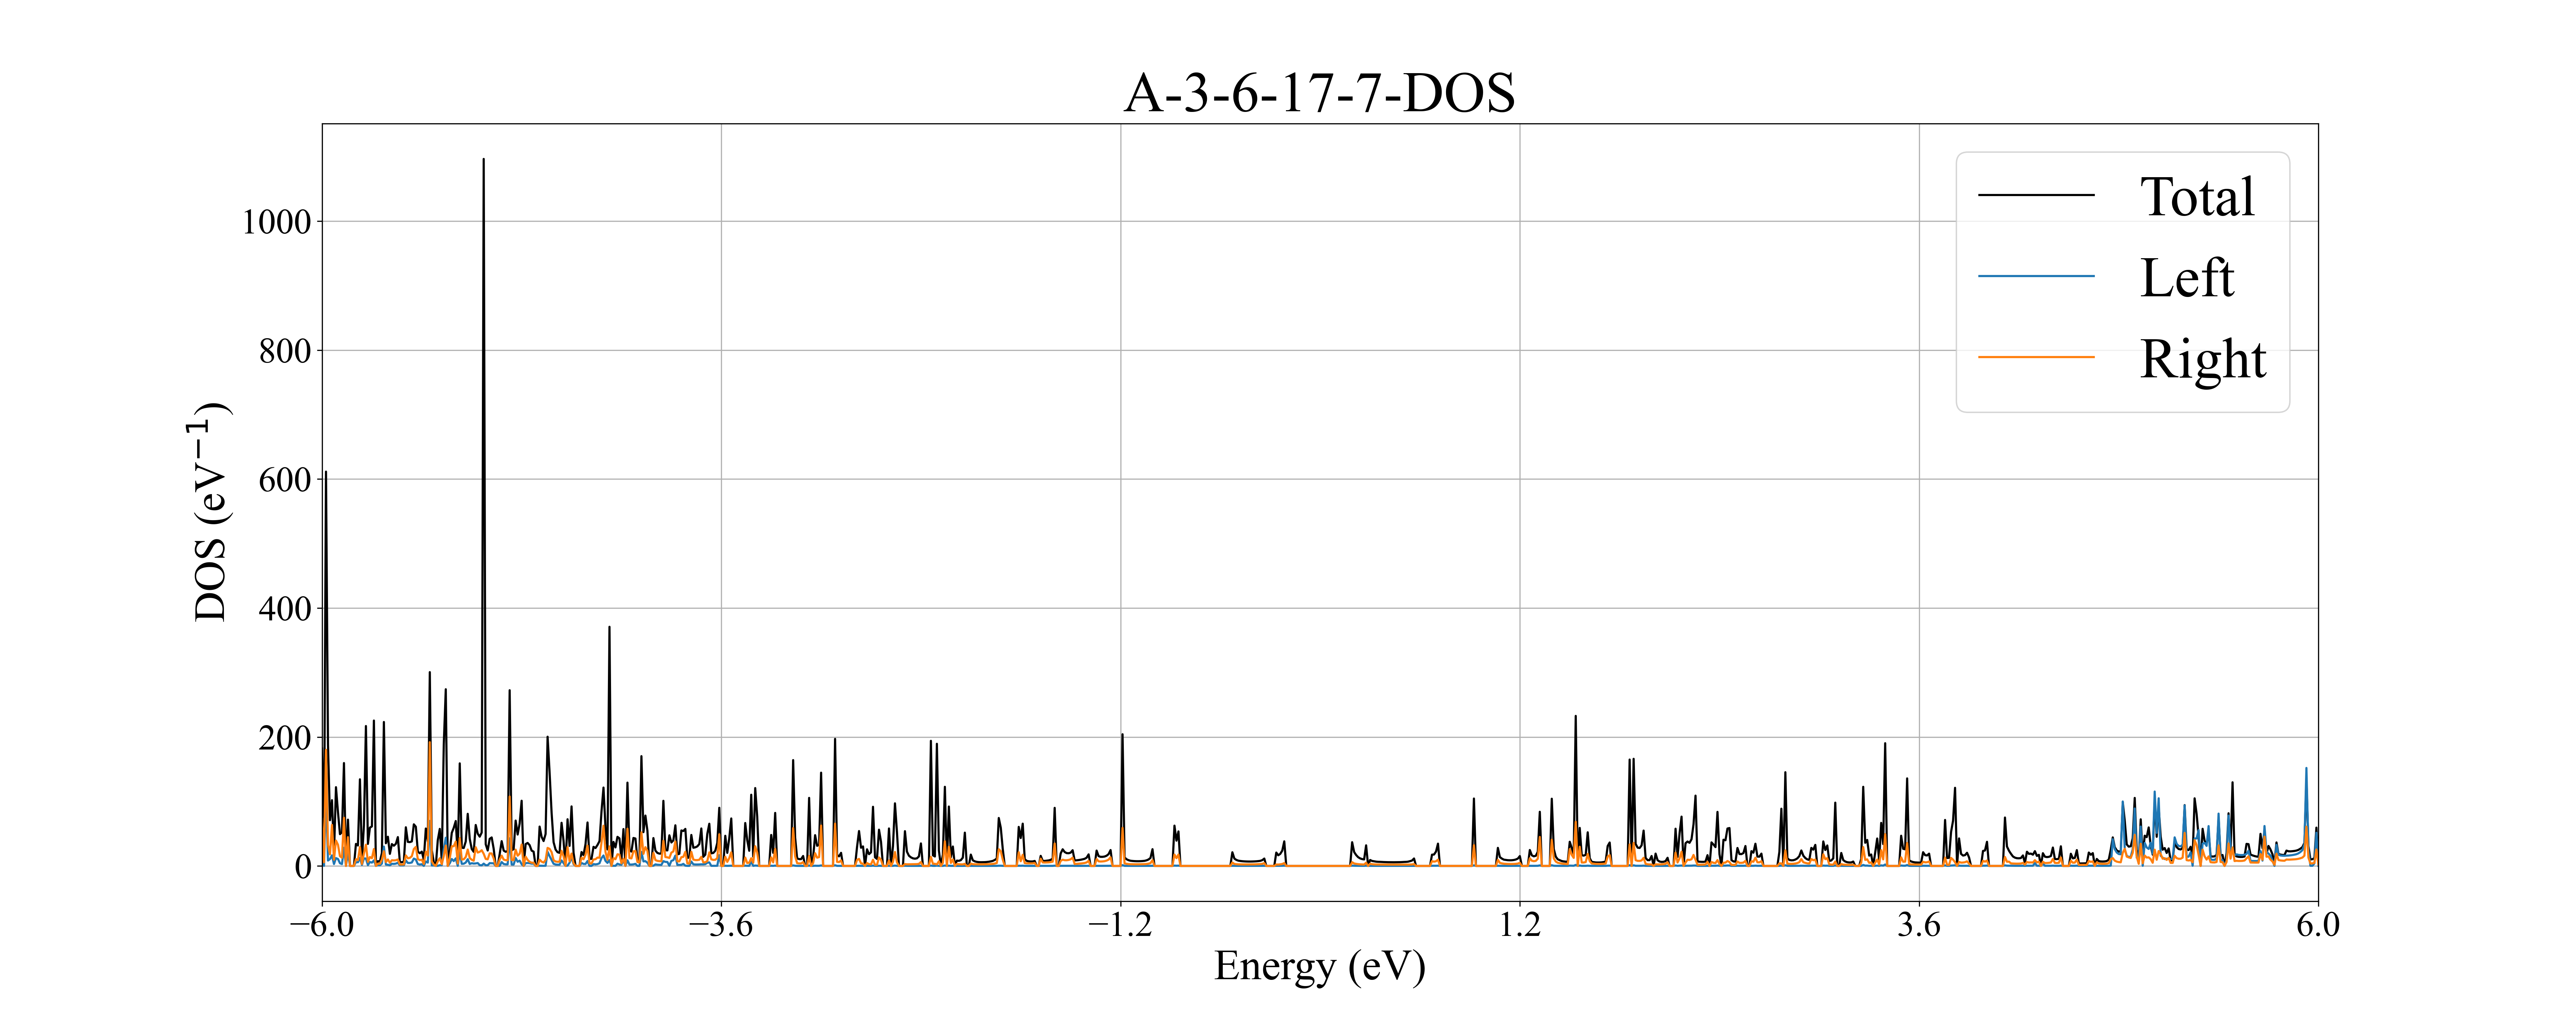 A-3-6-17-7-DOS
Total
Left
Right
1000
800
600
400
200
0
DOS (eV⁻¹)
−6.0 −3.6 −1.2 1.2 3.6 6.0
Energy (eV)